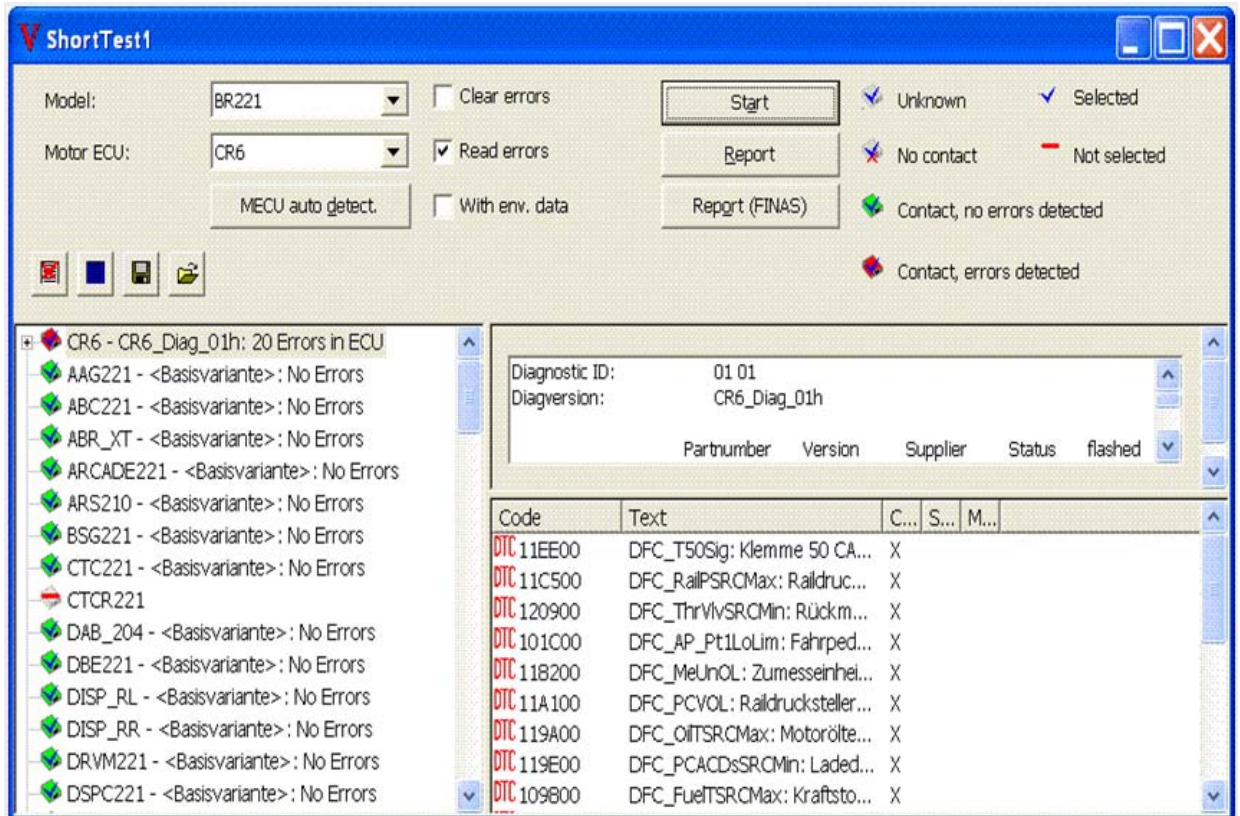 ShortTest1
Model: BR221 Clear errors Start Unknown Selected
Motor ECU: CR6 Read errors Report No contact Not selected
MECU auto detect. With env. data Report (FINAS) Contact, no errors detected
Contact, errors detected
CR6 - CR6_Diag_01h: 20 Errors in ECU
AAG221 - <Basisvariante>: No Errors
ABC221 - <Basisvariante>: No Errors
ABR_XT - <Basisvariante>: No Errors
ARCADE221 - <Basisvariante>: No Errors
ARS210 - <Basisvariante>: No Errors
BSG221 - <Basisvariante>: No Errors
CTC221 - <Basisvariante>: No Errors
CTCR221
DAB_204 - <Basisvariante>: No Errors
DBE221 - <Basisvariante>: No Errors
DISP_RL - <Basisvariante>: No Errors
DISP_RR - <Basisvariante>: No Errors
DRVM221 - <Basisvariante>: No Errors
DSPC221 - <Basisvariante>: No Errors
Diagnostic ID: 01 01
Diagversion: CR6_Diag_01h
Partnumber Version Supplier Status flashed
Code Text C... S... M...
DTC 11EE00 DFC_T50Sig: Klemme 50 CA... X
DTC 11C500 DFC_RailPSRCMax: Raildruc... X
DTC 120900 DFC_ThrVlvSRCMin: Rückm... X
DTC 101C00 DFC_AP_Pt1LoLim: Fahrped... X
DTC 118200 DFC_MeUnOL: Zumesseinhei... X
DTC 11A100 DFC_PCVOL: Raildrucksteller... X
DTC 119A00 DFC_OilTSRCMax: Motorölte... X
DTC 119E00 DFC_PCACDsSRCMin: Laded... X
DTC 109800 DFC_FuelTSRCMax: Kraftsto... X